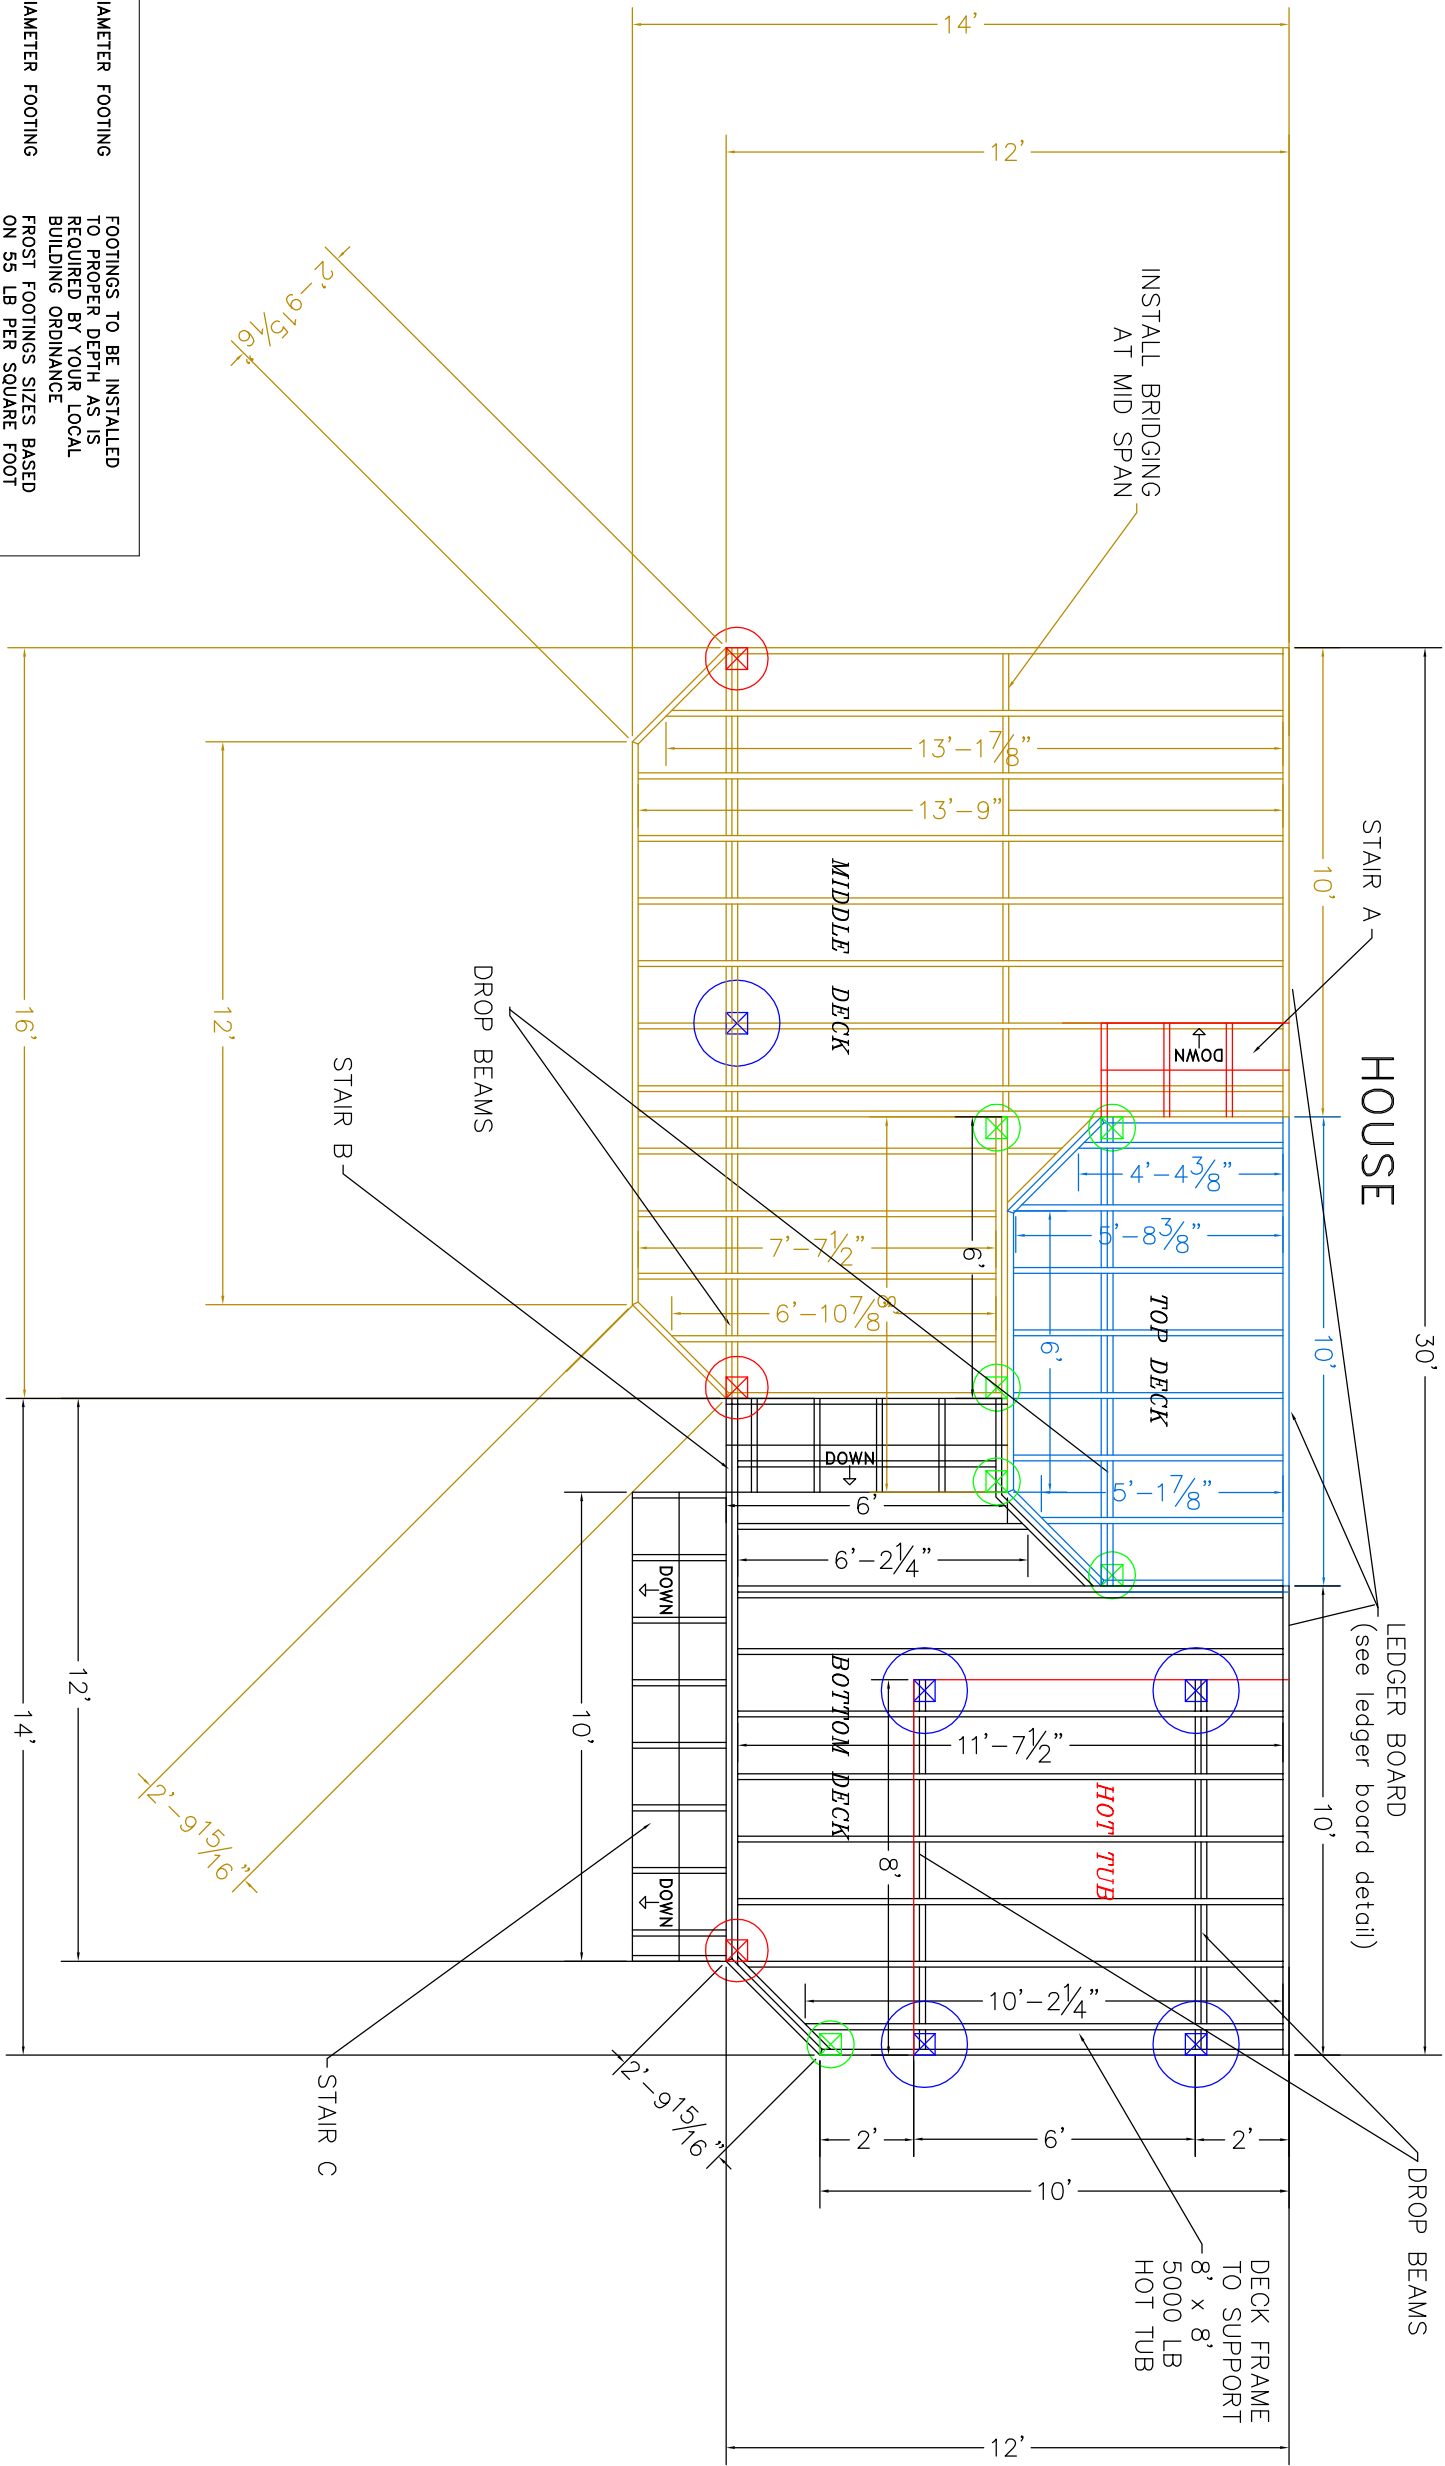 HOUSE
30'
10'
10'
10'
STAIR A
LEDGER BOARD
(see ledger board detail)
DROP BEAMS
DECK FRAME
TO SUPPORT
8' x 8'
5000 LB
HOT TUB
INSTALL BRIDGING
AT MID SPAN
14'
12'
13'-1 7/8"
13'-9"
MIDDLE DECK
DOWN
4'-4 3/8"
5'-8 3/8"
TOP DECK
6'
5'-1 7/8"
6'
7'-7 1/2"
8'
6'-10 7/8"
DOWN
6'
6'-2 1/4"
BOTTOM DECK
11'-7 1/2"
HOT TUB
8'
10'-2 1/4"
2'
6'
2'
10'
12'
DROP BEAMS
STAIR B
DOWN
DOWN
10'
2'-9 15/16"
2'-9 15/16"
2'-9 15/16"
STAIR C
12'
12'
16'
14'
IAMETER FOOTING
IAMETER FOOTING
FOOTINGS TO BE INSTALLED
TO PROPER DEPTH AS IS
REQUIRED BY YOUR LOCAL
BUILDING ORDINANCE
FROST FOOTINGS SIZES BASED
ON 55 LB PER SQUARE FOOT